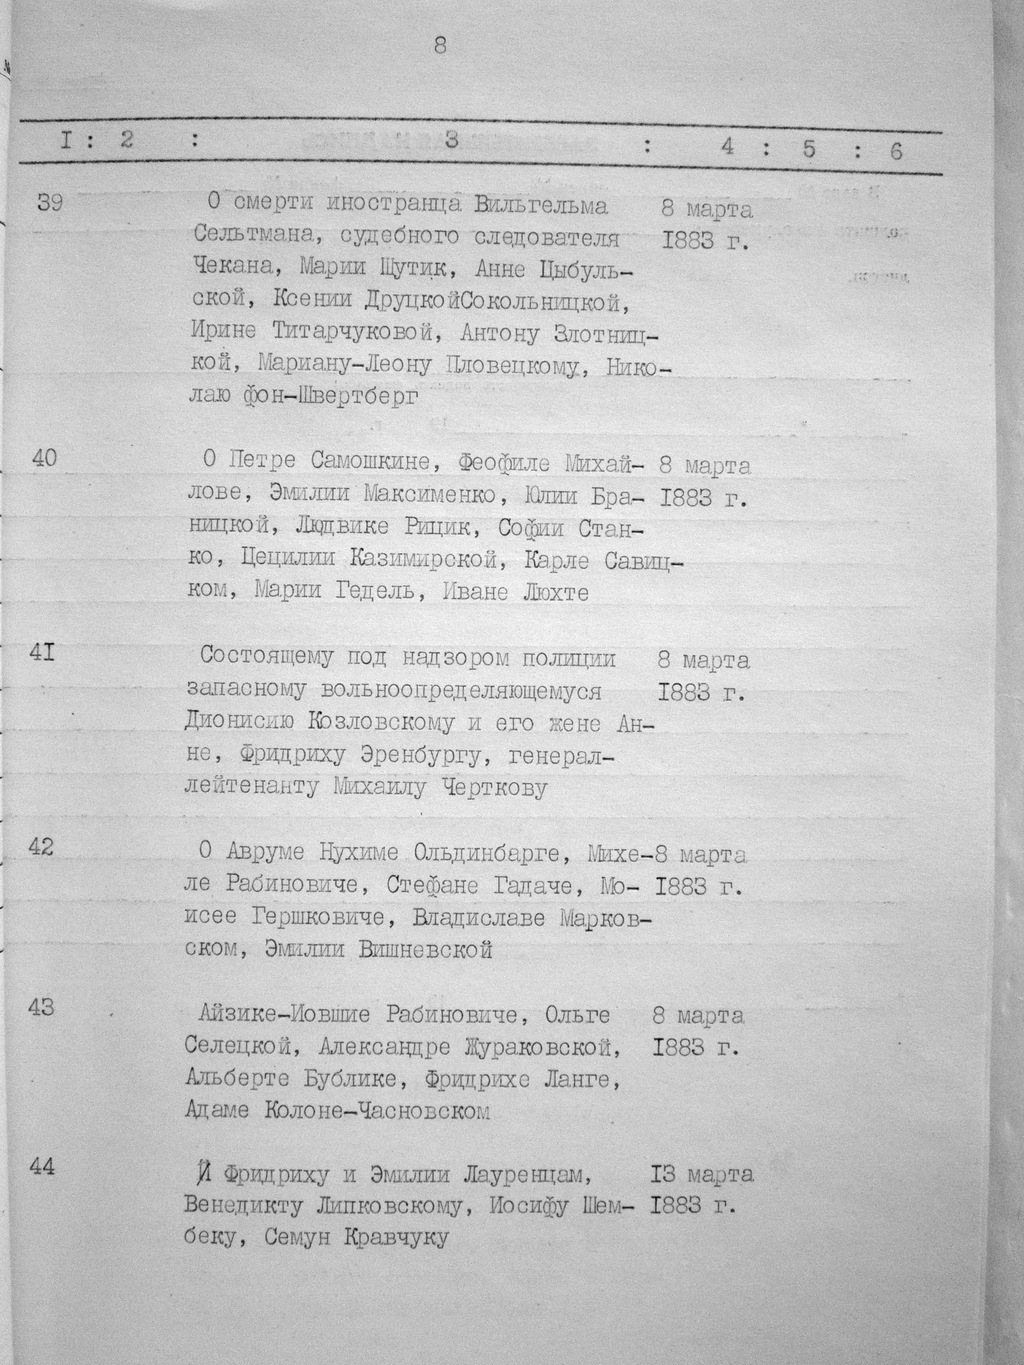 8
I : 2 : 3 : 4 : 5 : 6
39 О смерти иностранца Вильгельма 8 марта
Сельтмана, судебного следователя 1883 г.
Чекана, Марии Щутик, Анне Цыбуль-
ской, Ксении ДруцкойСокольницкой,
Ирине Титарчуковой, Антону Злотниц-
кой, Мариану-Леону Пловецкому, Нико-
лаю фон-Швертберг
40 О Петре Самошкине, Феофиле Михай- 8 марта
лове, Эмилии Максименко, Юлии Бра- 1883 г.
ницкой, Людвике Рицик, Софии Стан-
ко, Цецилии Казимирской, Карле Савиц-
ком, Марии Гедель, Иване Люхте
4I Состоящему под надзором полиции 8 марта
запасному вольноопределяющемуся 1883 г.
Дионисию Козловскому и его жене Ан-
не, Фридриху Эренбургу, генерал-
лейтенанту Михаилу Черткову
42 О Авруме Нухиме Ольдинбарге, Михе-8 марта
ле Рабиновиче, Стефане Гадаче, Мо- 1883 г.
исее Гершковиче, Владиславе Марков-
ском, Эмилии Вишневской
43 Айзике-Иовшие Рабиновиче, Ольге 8 марта
Селецкой, Александре Жураковской, 1883 г.
Альберте Бублике, Фридрихе Ланге,
Адаме Колоне-Часновском
44 И Фридриху и Эмилии Лауренцам, I3 марта
Венедикту Липковскому, Иосифу Шем- 1883 г.
беку, Семун Кравчуку